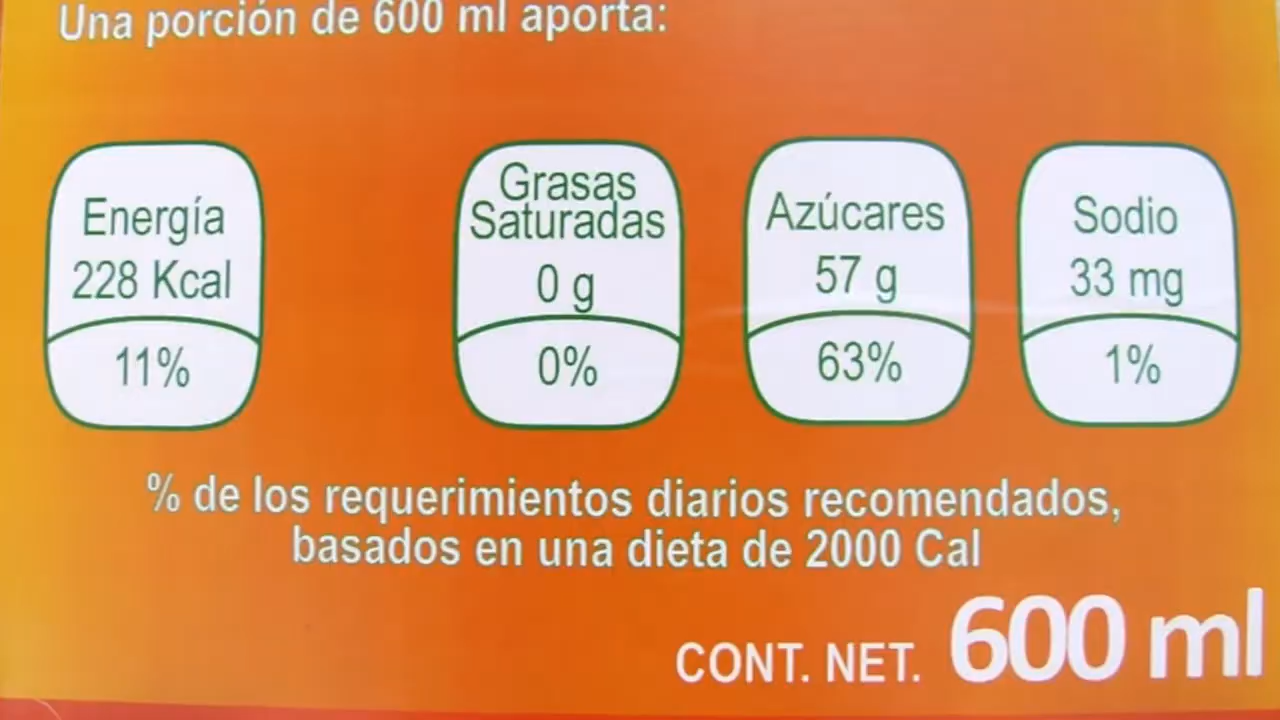 Una porción de 600 ml aporta:
Energía
228 Kcal
11%
Grasas
Saturadas
0 g
0%
Azúcares
57 g
63%
Sodio
33 mg
1%
% de los requerimientos diarios recomendados,
basados en una dieta de 2000 Cal
CONT. NET. 600 ml